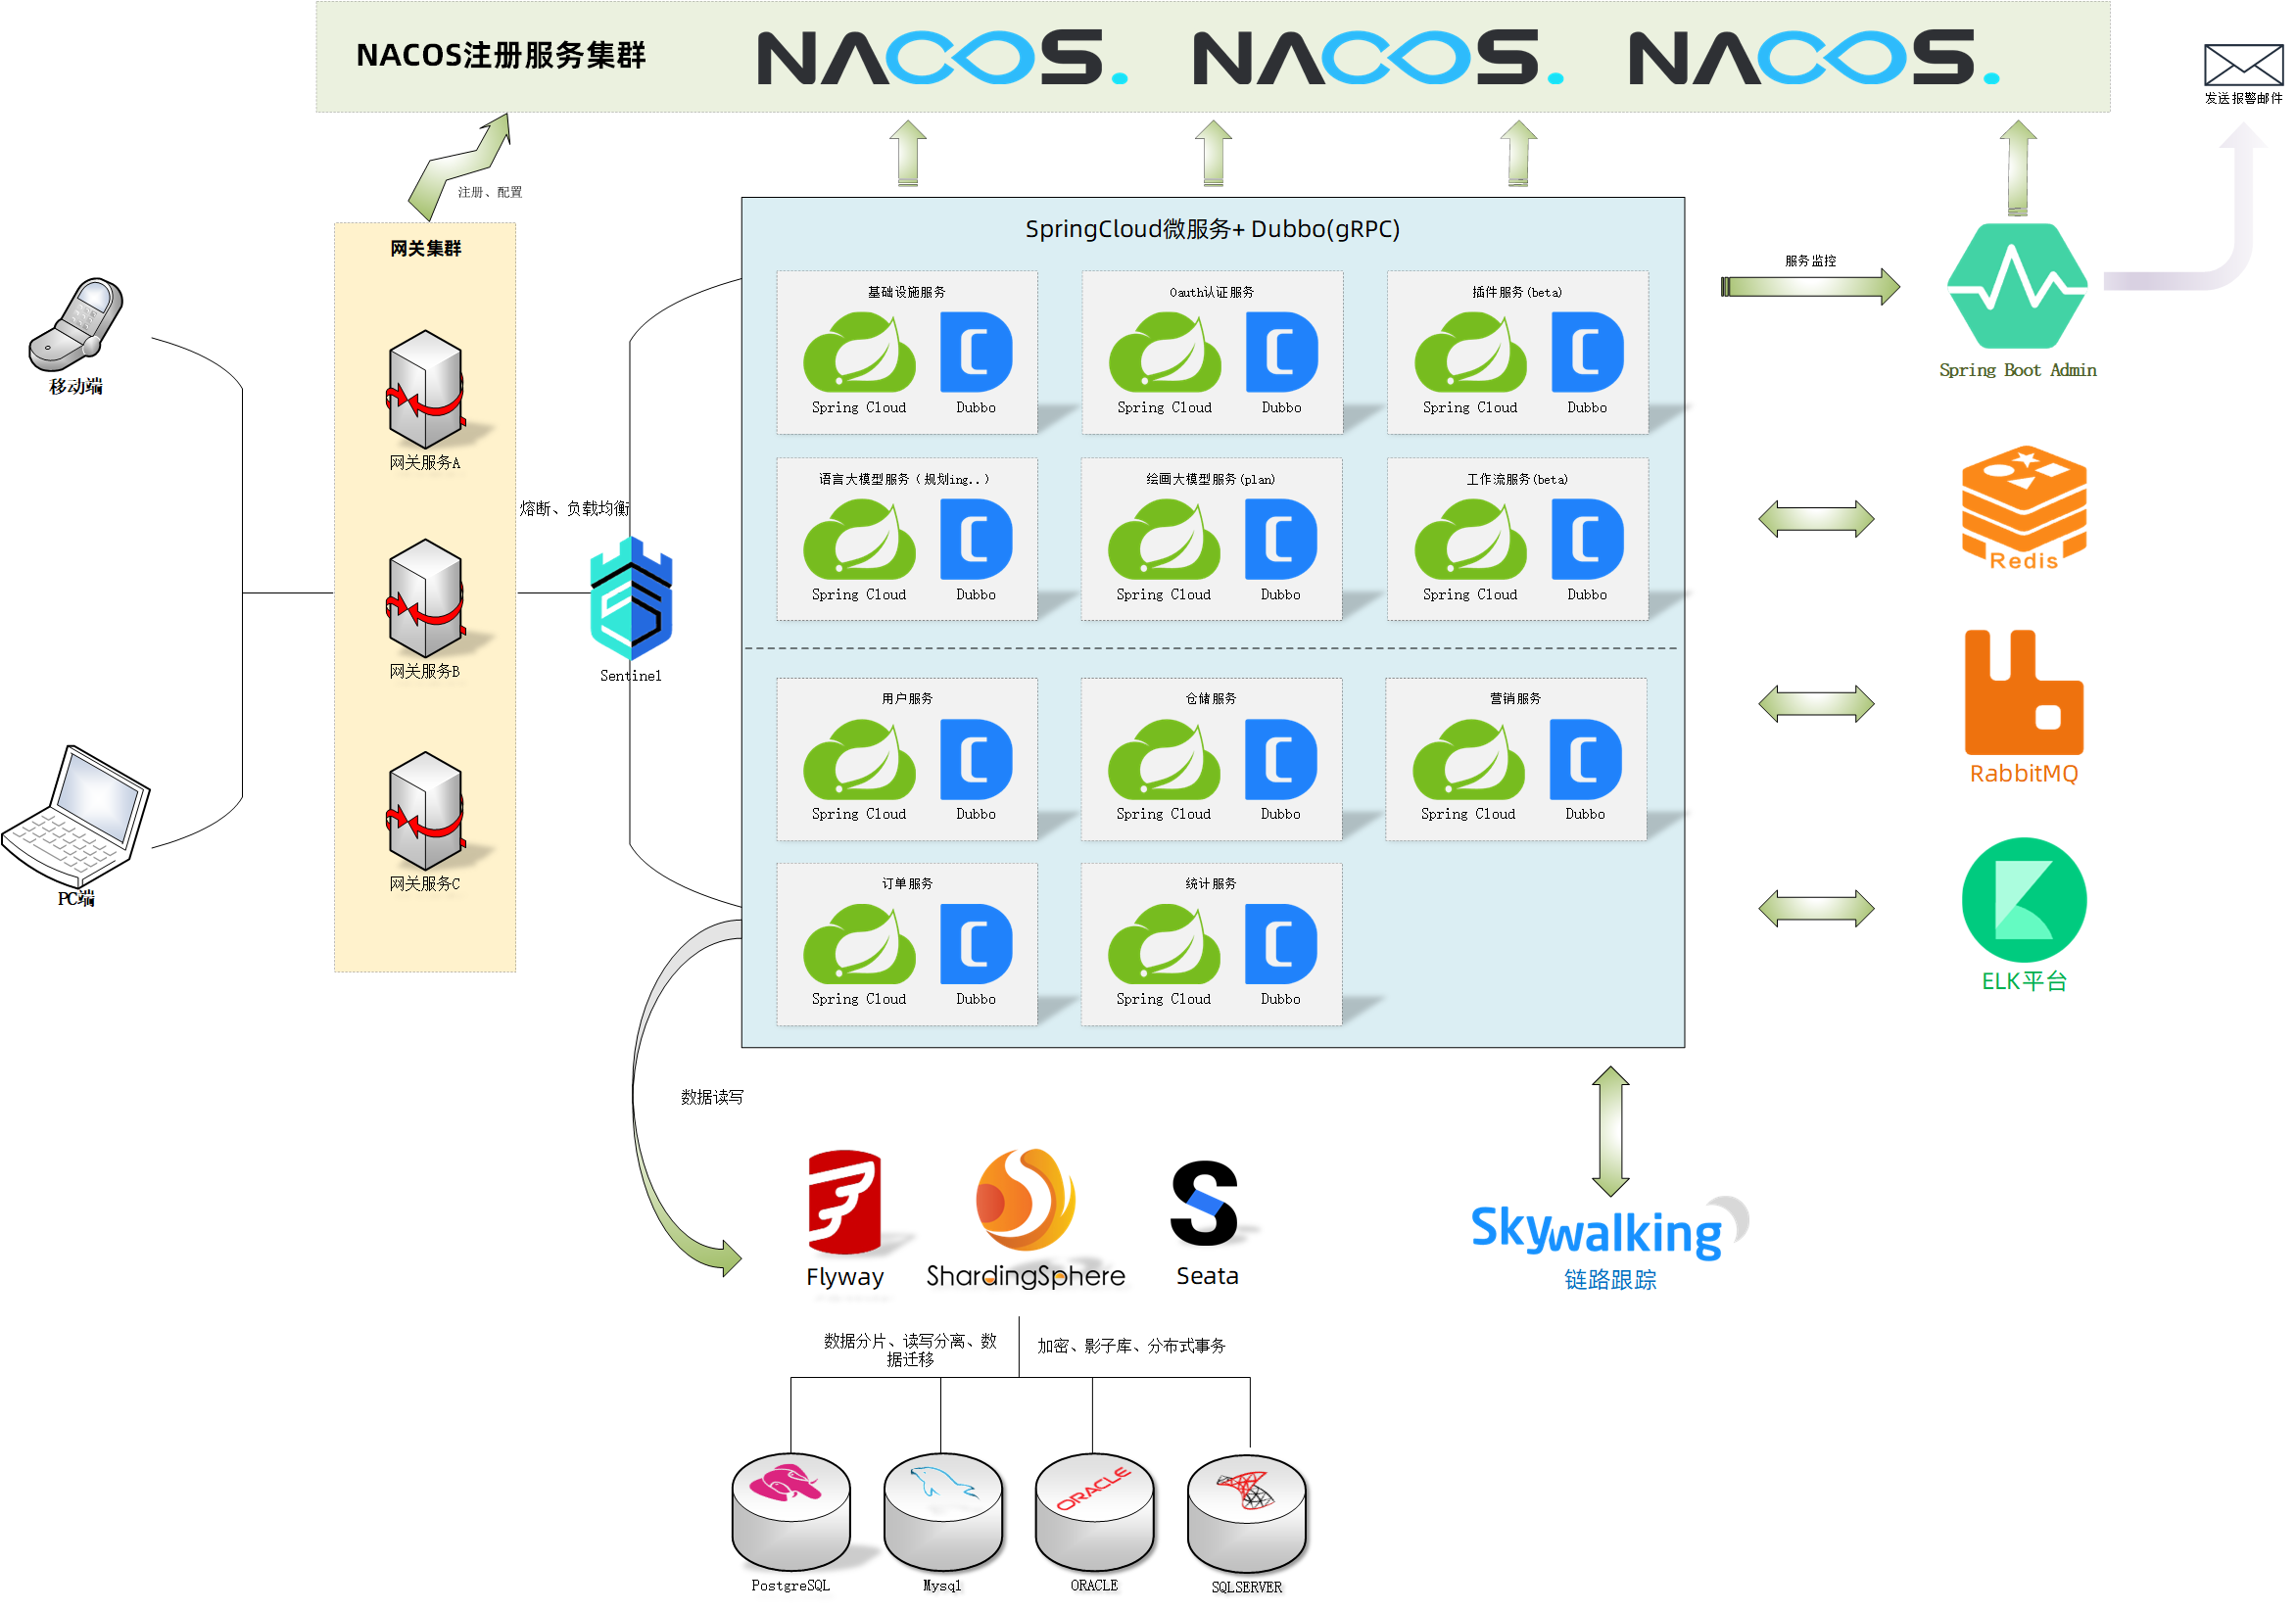 NACOS注册服务集群
NACOS.
NACOS.
NACOS.
发送报警邮件
注册、配置
网关集群
网关服务A
网关服务B
网关服务C
移动端
PC端
熔断、负载均衡
Sentinel
SpringCloud微服务+ Dubbo(gRPC)
基础设施服务
Spring Cloud
Dubbo
Oauth认证服务
Spring Cloud
Dubbo
插件服务(beta)
Spring Cloud
Dubbo
语言大模型服务（规划ing..）
Spring Cloud
Dubbo
绘画大模型服务(plan)
Spring Cloud
Dubbo
工作流服务(beta)
Spring Cloud
Dubbo
用户服务
Spring Cloud
Dubbo
仓储服务
Spring Cloud
Dubbo
营销服务
Spring Cloud
Dubbo
订单服务
Spring Cloud
Dubbo
统计服务
Spring Cloud
Dubbo
服务监控
Spring Boot Admin
Redis
RabbitMQ
ELK平台
数据读写
Flyway
ShardingSphere
Seata
Skywalking
链路跟踪
数据分片、读写分离、数
据迁移
加密、影子库、分布式事务
ORACLE
PostgreSQL
Mysql
ORACLE
SQLSERVER